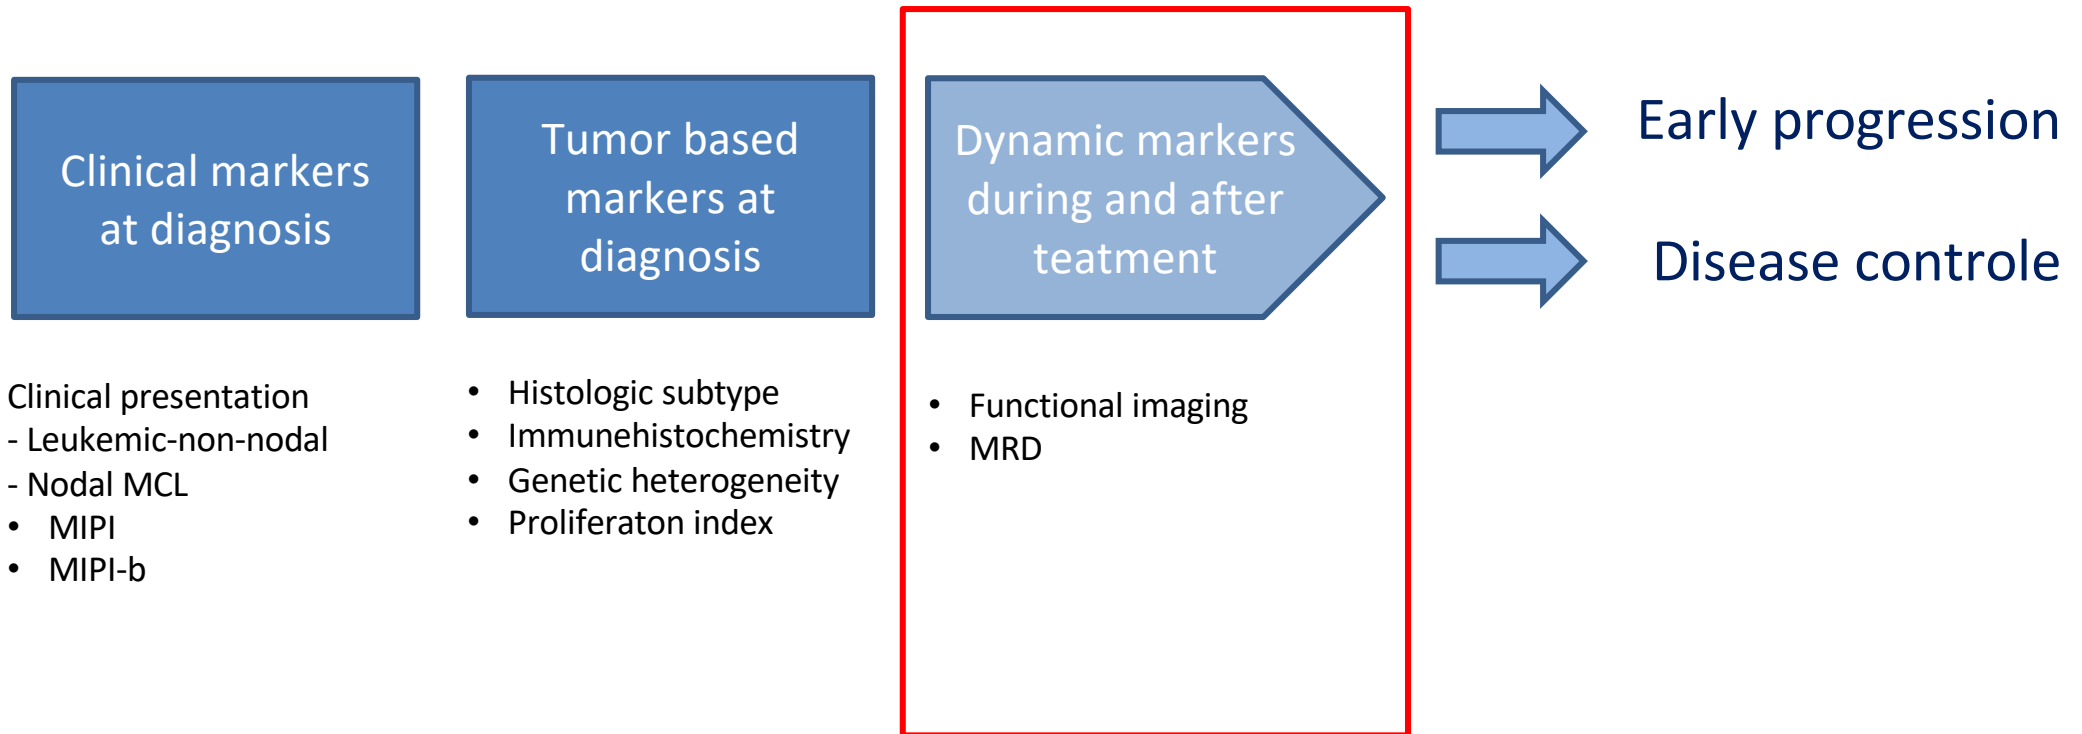 Clinical markers
at diagnosis
Tumor based
markers at
diagnosis
Dynamic markers
during and after
teatment
Early progression
Disease controle
Clinical presentation
- Leukemic-non-nodal
- Nodal MCL
• MIPI
• MIPI-b
• Histologic subtype
• Immunehistochemistry
• Genetic heterogeneity
• Proliferaton index
• Functional imaging
• MRD